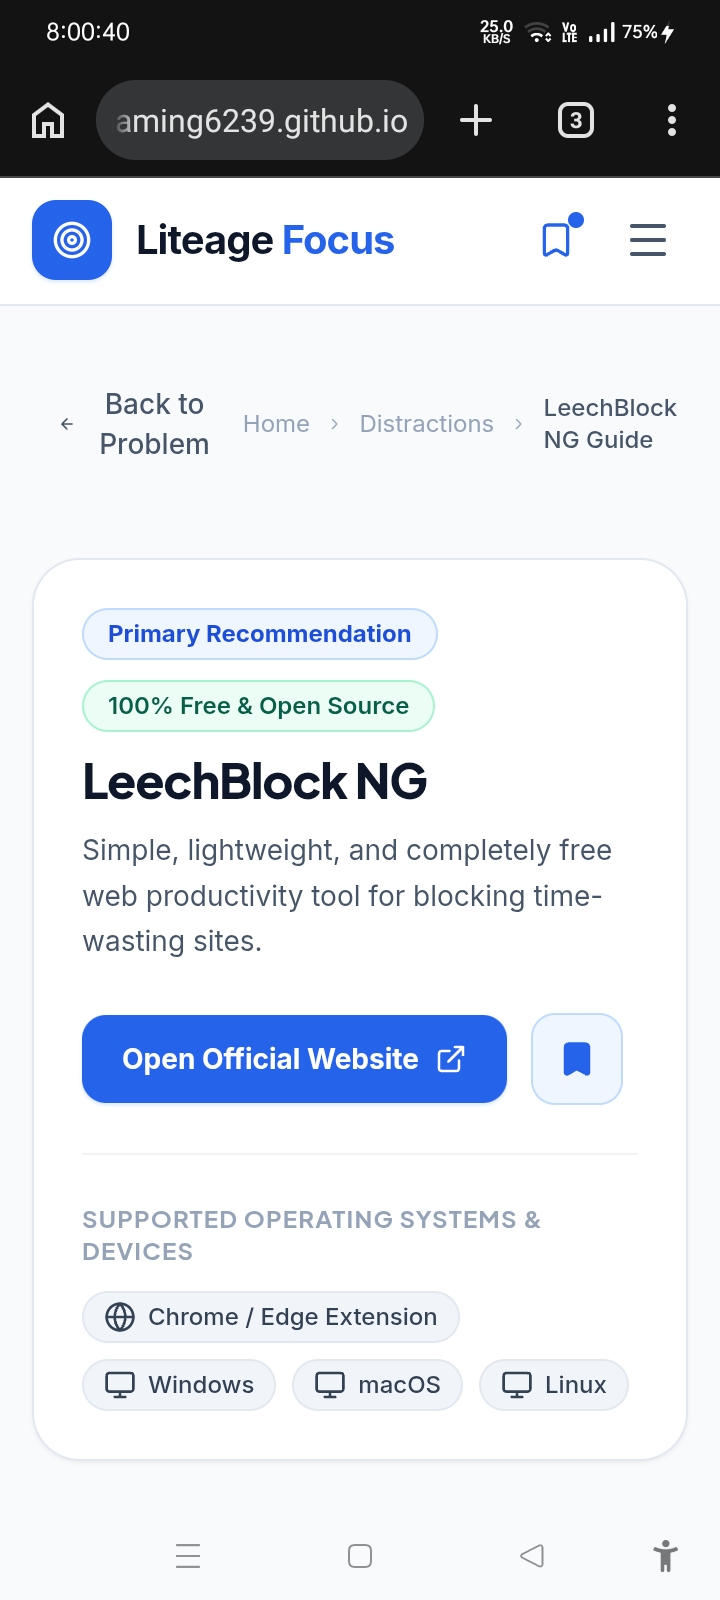 8:00:40
25.0
KB/S
Vo
LTE
75%
aming6239.github.io
3
Liteage Focus
Back to
Problem
Home
Distractions
LeechBlock
NG Guide
Primary Recommendation
100% Free & Open Source
LeechBlock NG
Simple, lightweight, and completely free
web productivity tool for blocking time-
wasting sites.
Open Official Website
SUPPORTED OPERATING SYSTEMS &
DEVICES
Chrome / Edge Extension
Windows
macOS
Linux